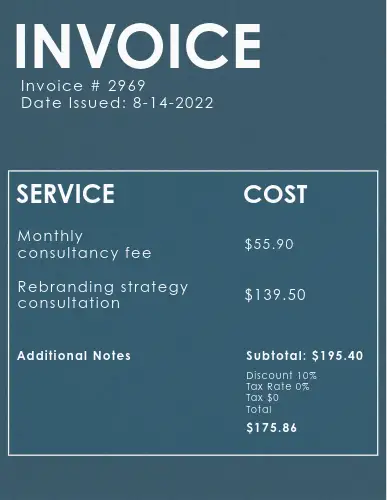 INVOICE
Invoice # 2969
Date Issued: 8-14-2022
SERVICE COST
Monthly
consultancy fee
$55.90
Rebranding strategy
consultation
$139.50
Additional Notes
Subtotal: $195.40
Discount 10%
Tax Rate 0%
Tax $0
Total
$175.86